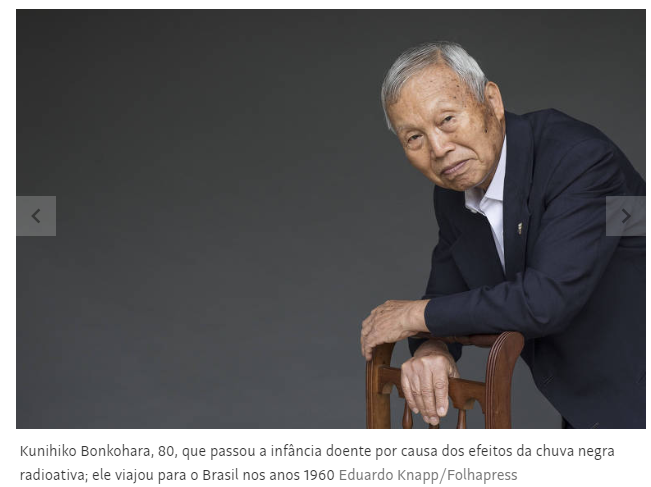 Kunihiko Bonkohara, 80, que passou a infância doente por causa dos efeitos da chuva negra
radioativa; ele viajou para o Brasil nos anos 1960 Eduardo Knapp/Folhapress